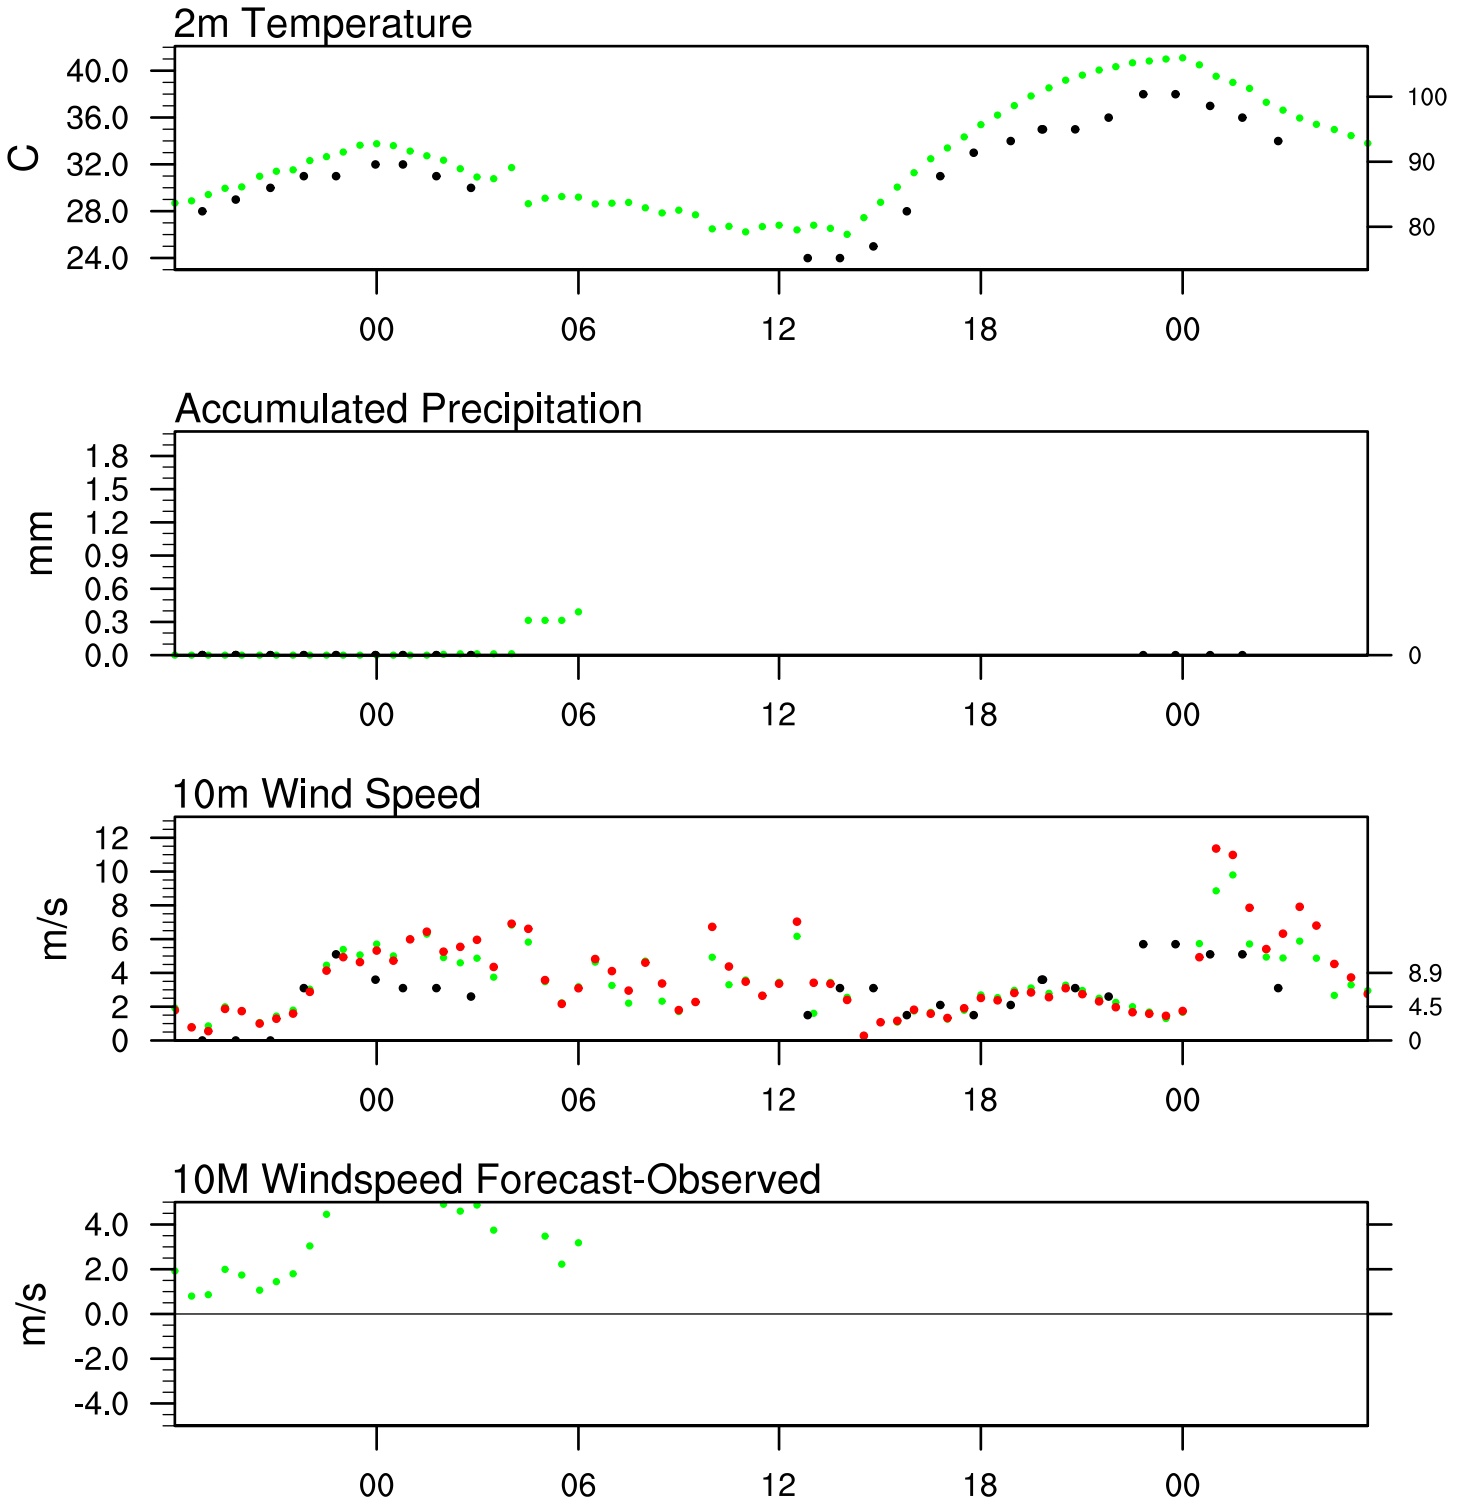 2m Temperature
40.0
36.0
32.0
28.0
24.0
C
100
90
80
00 06 12 18 00
Accumulated Precipitation
1.8
1.5
1.2
0.9
0.6
0.3
0.0
mm
0
00 06 12 18 00
10m Wind Speed
12
10
8
6
4
2
0
m/s
8.9
4.5
0
00 06 12 18 00
10M Windspeed Forecast-Observed
4.0
2.0
0.0
-2.0
-4.0
m/s
00 06 12 18 00